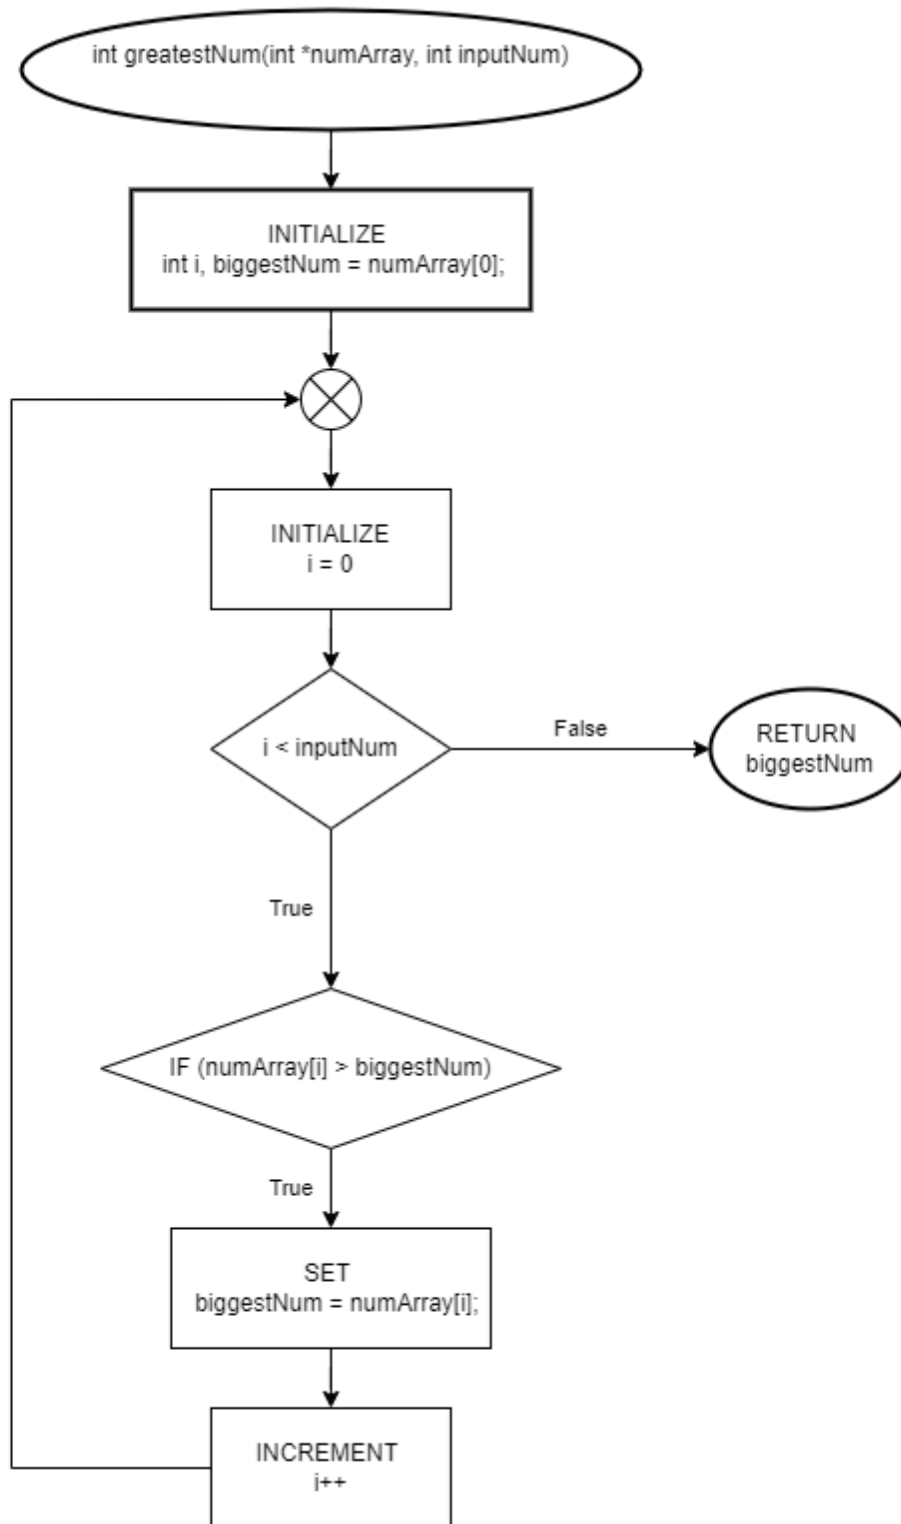 int greatestNum(int *numArray, int inputNum)
INITIALIZE
int i, biggestNum = numArray[0];
INITIALIZE
i = 0
i < inputNum
False
RETURN
biggestNum
True
IF (numArray[i] > biggestNum)
True
SET
biggestNum = numArray[i];
INCREMENT
i++